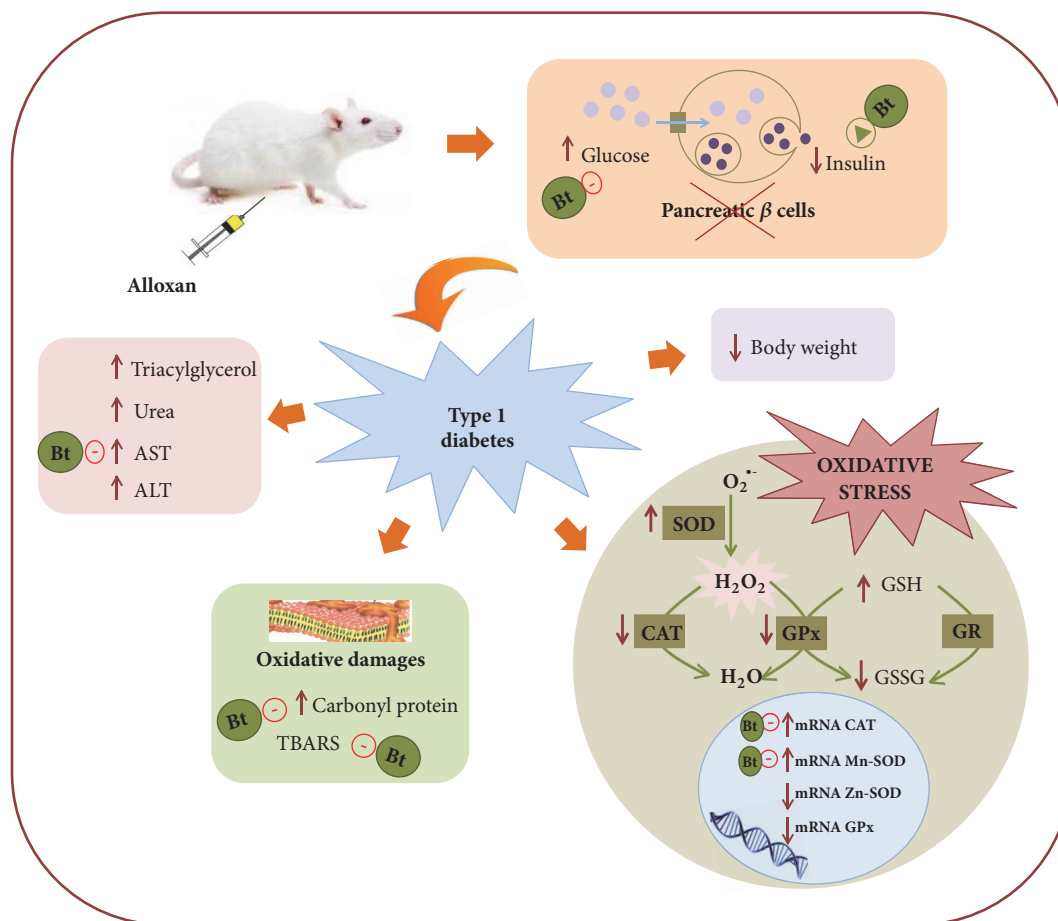 Alloxan
↑ Glucose
Bt -
Bt
↓ Insulin
Pancreatic β cells
↑ Triacylglycerol
↑ Urea
Bt - ↑ AST
↑ ALT
Type 1
diabetes
↓ Body weight
Oxidative damages
Bt - ↑ Carbonyl protein
TBARS - Bt
OXIDATIVE
STRESS
O₂•-
↑ SOD
H₂O₂
↑ GSH
↓ CAT
↓ GPx
GR
H₂O
↓ GSSG
Bt - ↑ mRNA CAT
Bt - ↑ mRNA Mn-SOD
↓ mRNA Zn-SOD
↓ mRNA GPx